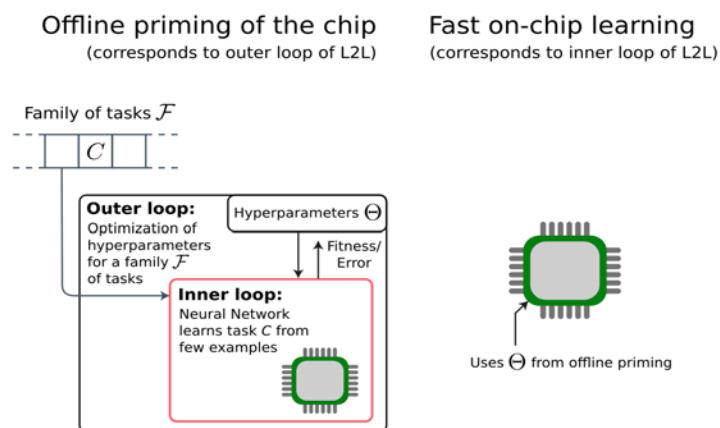 Offline priming of the chip
(corresponds to outer loop of L2L)
Fast on-chip learning
(corresponds to inner loop of L2L)
Family of tasks ℱ
C
Outer loop:
Optimization of
hyperparameters
for a family ℱ
of tasks
Hyperparameters Θ
Fitness/
Error
Inner loop:
Neural Network
learns task C from
few examples
Uses Θ from offline priming